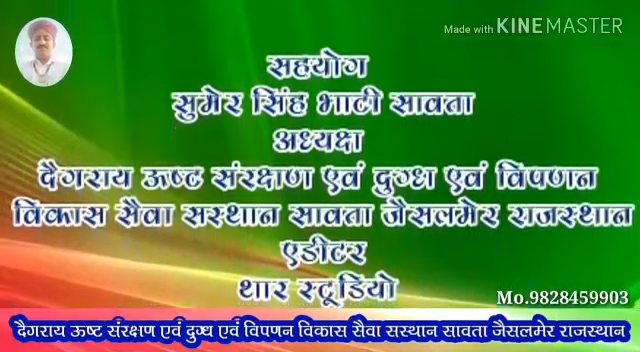 Made with KINEMASTER
सहयोग
सुमेर सिंह भाटी सावता
अध्यक्ष
दैगराय ऊष्ट संरक्षण एवं दुग्ध एवं विपणन
विकास सैवा सस्थान सावता जैसलमेर राजस्थान
एडीटर
थार स्टूडियो
Mo.9828459903
दैगराय ऊष्ट संरक्षण एवं दुग्ध एवं विपणन विकास सैवा सस्थान सावता जैसलमेर राजस्थान